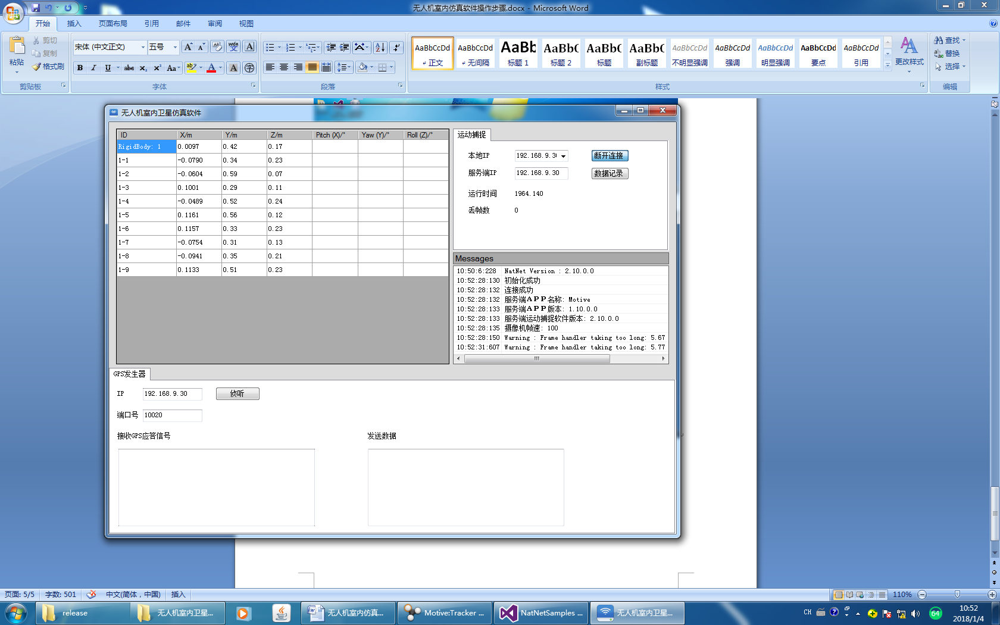 无人机室内仿真软件操作步骤.docx - Microsoft Word
开始 插入 页面布局 引用 邮件 审阅 视图
粘贴 剪切 复制 格式刷
宋体 (中文正文) 五号
AaBbCcDd AaBbCcDd AaBb AaBbC AaBbC AaBbC AaBbCcDd AaBbCcDd AaBbCcDd AaBbCcDd AaBbCcDd
正文 无间隔 标题 1 标题 2 标题 副标题 不明显强调 强调 明显强调 要点 引用
更改样式 查找 替换 选择
剪贴板 字体 段落 样式 编辑
无人机室内卫星仿真软件
ID X/m Y/m Z/m Pitch (X)/° Yaw (Y)/° Roll (Z)/°
RigidBody: 1 0.0097 0.42 0.17
1-1 -0.0790 0.34 0.23
1-2 -0.0604 0.59 0.07
1-3 0.1001 0.29 0.11
1-4 -0.0489 0.52 0.24
1-5 0.1161 0.56 0.12
1-6 0.1157 0.33 0.23
1-7 -0.0754 0.31 0.13
1-8 -0.0941 0.35 0.21
1-9 0.1133 0.51 0.23
运动捕捉
本地IP 192.168.9.30 断开连接
服务端IP 192.168.9.30 数据记录
运行时间 1964.140
丢帧数 0
Messages
10:50:6:228 NatNet Version : 2.10.0.0
10:52:28:130 初始化成功
10:52:28:132 连接成功
10:52:28:132 服务端ＡＰＰ名称: Motive
10:52:28:133 服务端ＡＰＰ版本: 1.10.0.0
10:52:28:133 服务端运动捕捉软件版本: 2.10.0.0
10:52:28:135 摄像机帧速: 100
10:52:28:150 Warning : Frame handler taking too long: 5.67
10:52:31:607 Warning : Frame handler taking too long: 5.77
GPS发生器
IP 192.168.9.30 侦听
端口号 10020
接收GPS应答信号 发送数据
页面: 5/5 字数: 501 中文(简体，中国) 插入 110%
release 无人机室内卫星... 无人机室内仿真... Motive:Tracker ... NatNetSamples ... 无人机室内卫星...
CH 64 10:52
2018/1/4